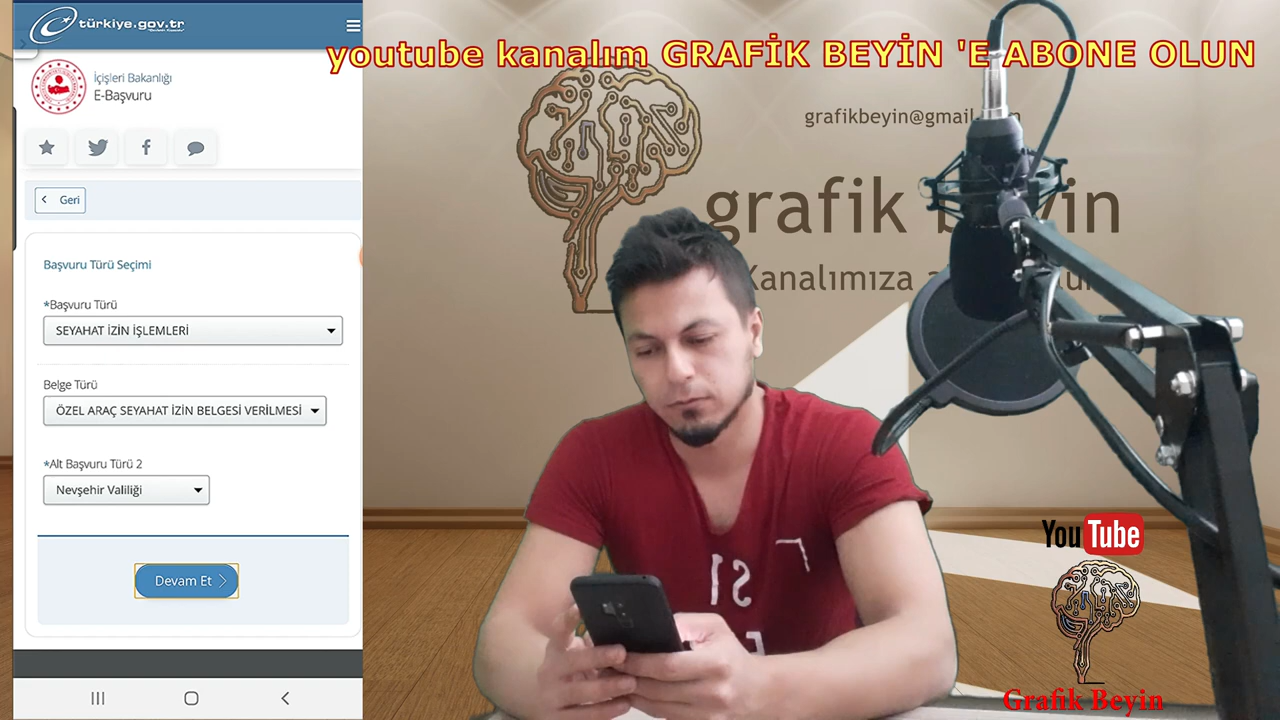 türkiye.gov.tr
youtube kanalım GRAFİK BEYİN 'E ABONE OLUN
İçişleri Bakanlığı
E-Başvuru
Geri
Başvuru Türü Seçimi
*Başvuru Türü
SEYAHAT İZİN İŞLEMLERİ
Belge Türü
ÖZEL ARAÇ SEYAHAT İZİN BELGESİ VERİLMESİ
*Alt Başvuru Türü 2
Nevşehir Valiliği
Devam Et
grafikbeyin@gmail
grafik
Kanalımıza
YouTube
Grafik Beyin